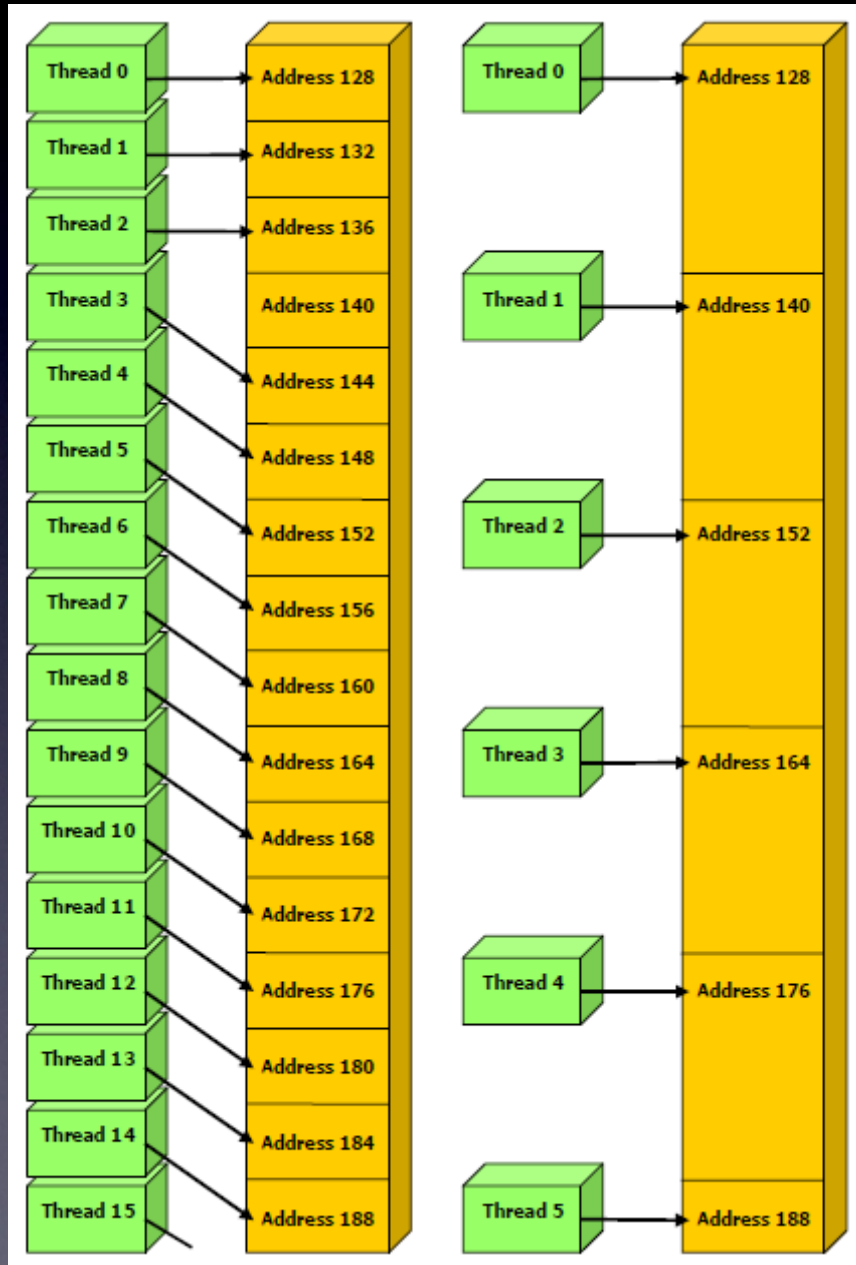 Thread 0
Address 128
Thread 1
Address 132
Thread 2
Address 136
Thread 3
Address 140
Thread 4
Address 144
Thread 5
Address 148
Thread 6
Address 152
Thread 7
Address 156
Thread 8
Address 160
Thread 9
Address 164
Thread 10
Address 168
Thread 11
Address 172
Thread 12
Address 176
Thread 13
Address 180
Thread 14
Address 184
Thread 15
Address 188
Thread 0
Address 128
Thread 1
Address 140
Thread 2
Address 152
Thread 3
Address 164
Thread 4
Address 176
Thread 5
Address 188